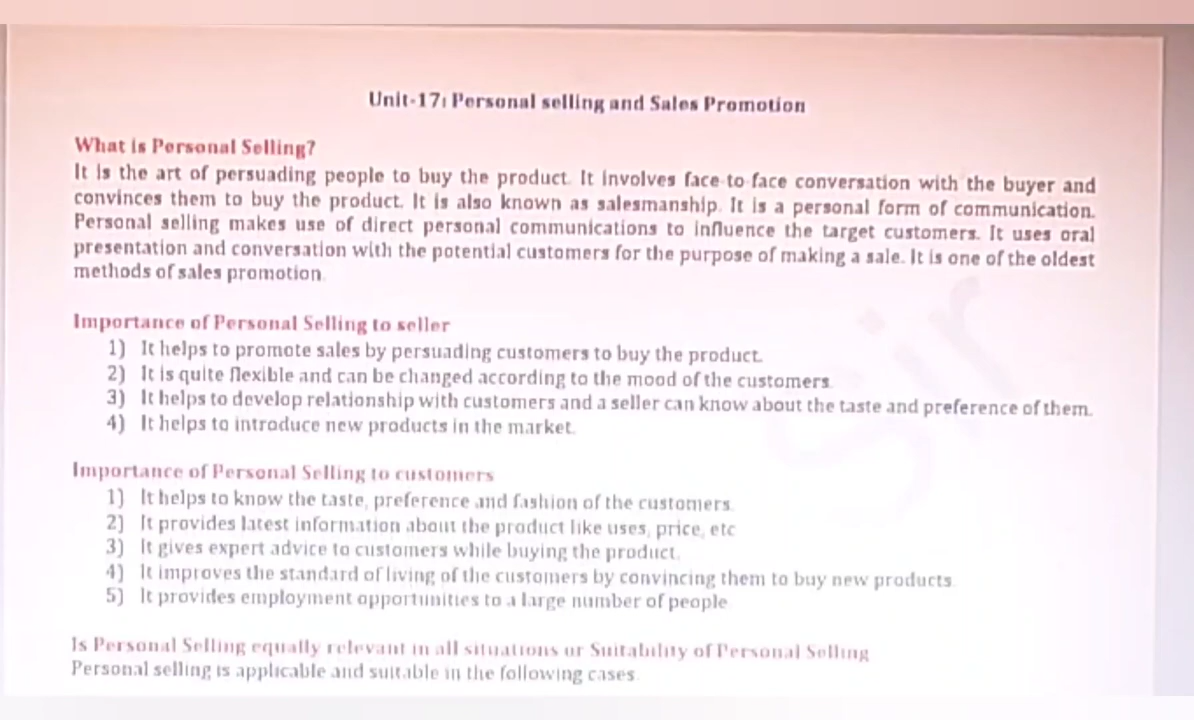 Unit-17: Personal selling and Sales Promotion
What is Personal Selling?
It is the art of persuading people to buy the product. It involves face-to-face conversation with the buyer and
convinces them to buy the product. It is also known as salesmanship. It is a personal form of communication.
Personal selling makes use of direct personal communications to influence the target customers. It uses oral
presentation and conversation with the potential customers for the purpose of making a sale. It is one of the oldest
methods of sales promotion.
Importance of Personal Selling to seller
1) It helps to promote sales by persuading customers to buy the product.
2) It is quite flexible and can be changed according to the mood of the customers.
3) It helps to develop relationship with customers and a seller can know about the taste and preference of them.
4) It helps to introduce new products in the market.
Importance of Personal Selling to customers
1) It helps to know the taste, preference and fashion of the customers.
2) It provides latest information about the product like uses, price, etc
3) It gives expert advice to customers while buying the product.
4) It improves the standard of living of the customers by convincing them to buy new products.
5) It provides employment opportunities to a large number of people
Is Personal Selling equally relevant in all situations or Suitability of Personal Selling
Personal selling is applicable and suitable in the following cases.
Sir